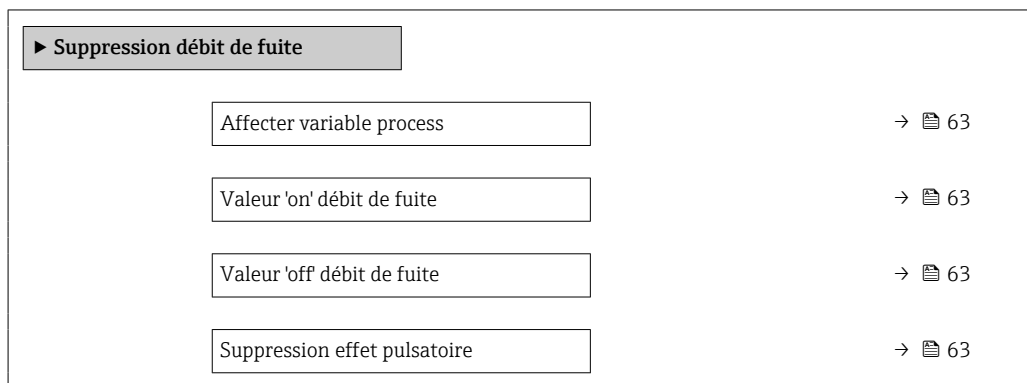 ▶ Suppression débit de fuite
Affecter variable process → 63
Valeur 'on' débit de fuite → 63
Valeur 'off' débit de fuite → 63
Suppression effet pulsatoire → 63